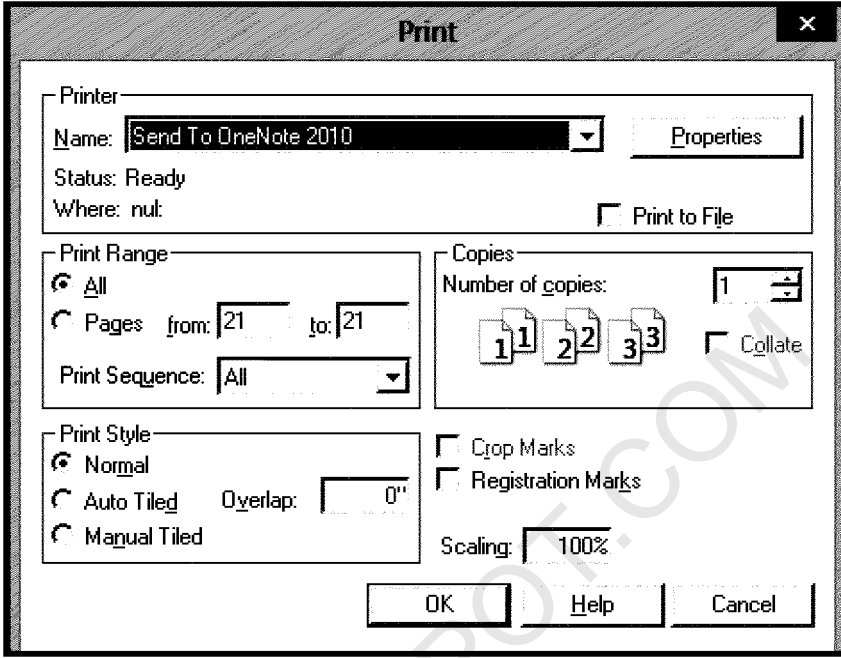 Print
Printer
Name: Send To OneNote 2010
Properties
Status: Ready
Where: nul:
Print to File
Print Range
All
Pages from: 21 to: 21
Print Sequence: All
Copies
Number of copies: 1
1 1 2 2 3 3
Collate
Print Style
Normal
Auto Tiled Overlap: 0"
Manual Tiled
Crop Marks
Registration Marks
Scaling: 100%
OK Help Cancel